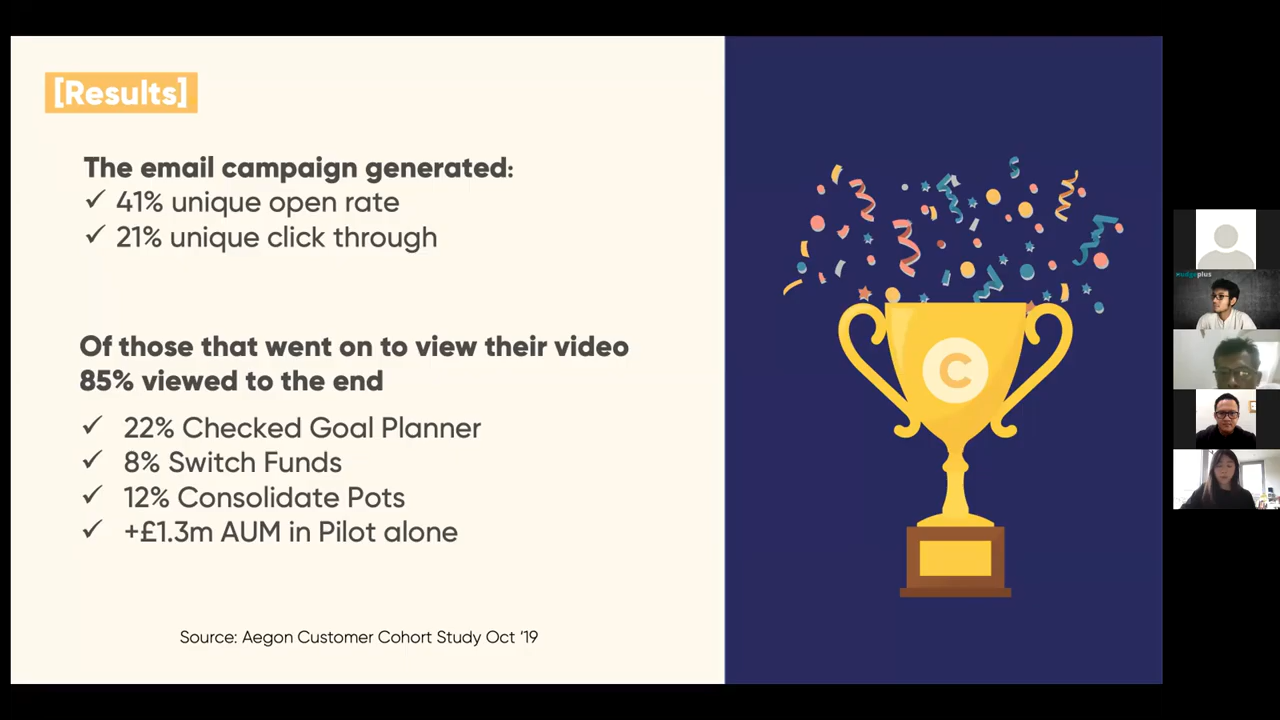 [Results]
The email campaign generated:
✓ 41% unique open rate
✓ 21% unique click through
Of those that went on to view their video
85% viewed to the end
✓ 22% Checked Goal Planner
✓ 8% Switch Funds
✓ 12% Consolidate Pots
✓ +£1.3m AUM in Pilot alone
Source: Aegon Customer Cohort Study Oct ‘19
C